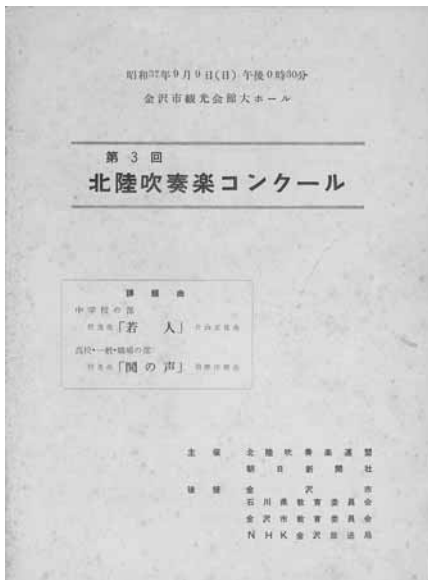 昭和37年9月9日(日) 午後0時30分
金沢市観光会館大ホール
第3回
北陸吹奏楽コンクール
課題曲
中学校の部
行進曲「若人」
高校・一般・職場の部
行進曲「鬨の声」
主催 北陸吹奏楽連盟
朝日新聞社
後援 金沢市
石川県教育委員会
金沢市教育委員会
NHK金沢放送局